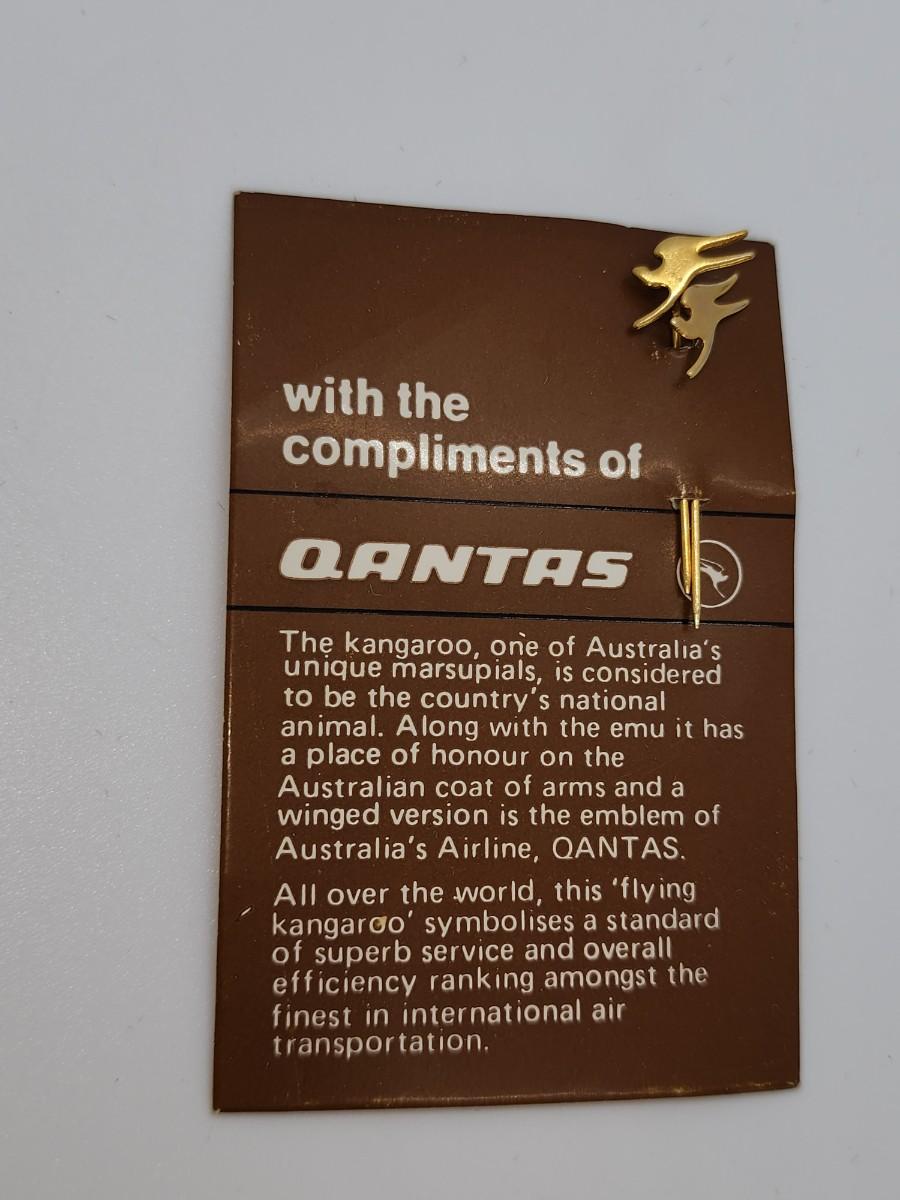 with the
compliments of
QANTAS
The kangaroo, one of Australia's
unique marsupials, is considered
to be the country's national
animal. Along with the emu it has
a place of honour on the
Australian coat of arms and a
winged version is the emblem of
Australia's Airline, QANTAS.
All over the world, this 'flying
kangaroo' symbolises a standard
of superb service and overall
efficiency ranking amongst the
finest in international air
transportation.